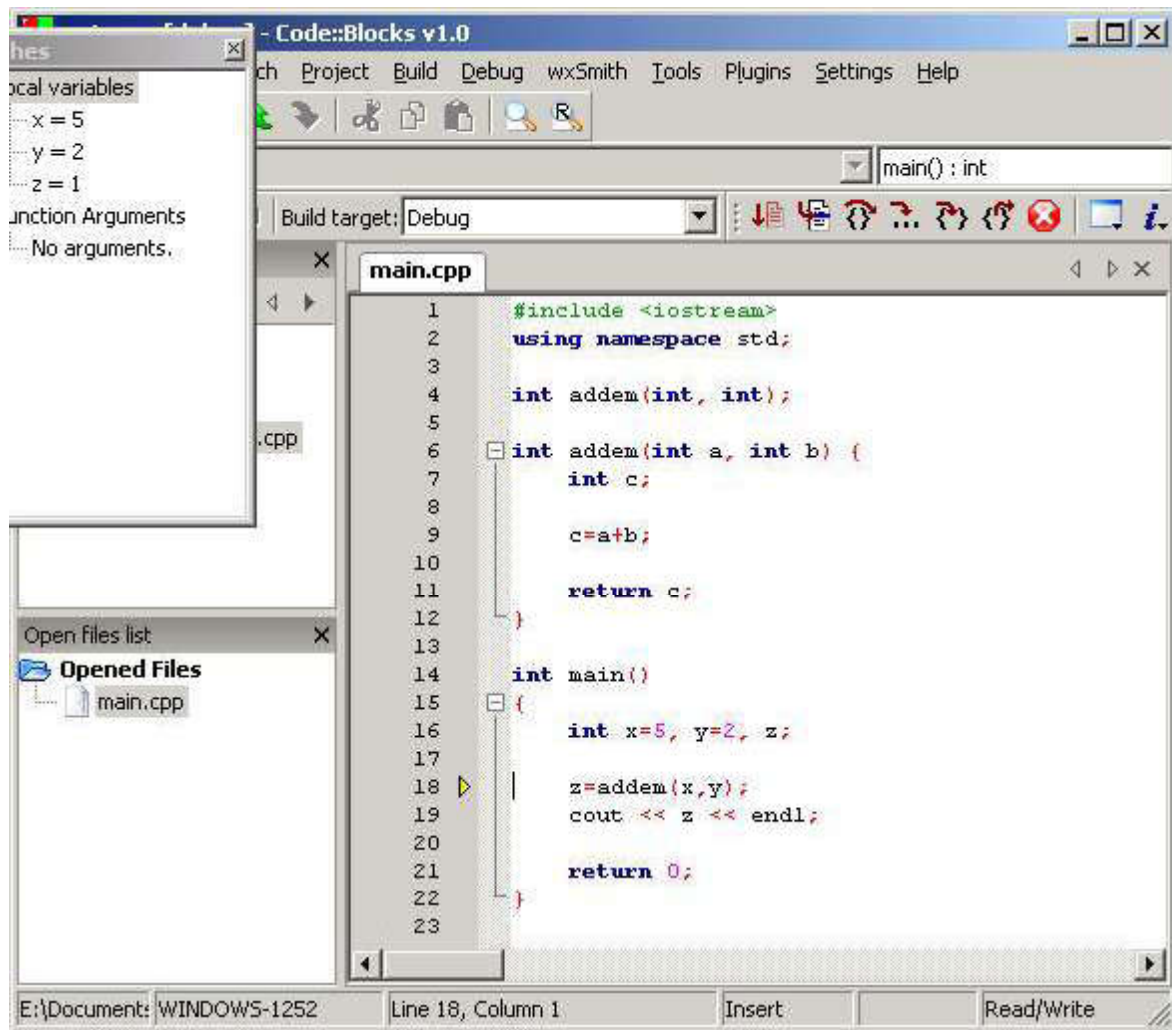 - Code::Blocks v1.0
hes
ch Project Build Debug wxSmith Tools Plugins Settings Help
ocal variables
x = 5
y = 2
z = 1
unction Arguments
No arguments.
main() : int
Build target: Debug
main.cpp
.cpp
1 #include <iostream>
2 using namespace std;
3
4 int addem(int, int);
5
6 int addem(int a, int b) {
7 int c;
8
9 c=a+b;
10
11 return c;
12 }
13
14 int main()
15 {
16 int x=5, y=2, z;
17
18 z=addem(x,y);
19 cout << z << endl;
20
21 return 0;
22 }
23
Open files list
Opened Files
main.cpp
E:\Documents WINDOWS-1252 Line 18, Column 1 Insert Read/Write